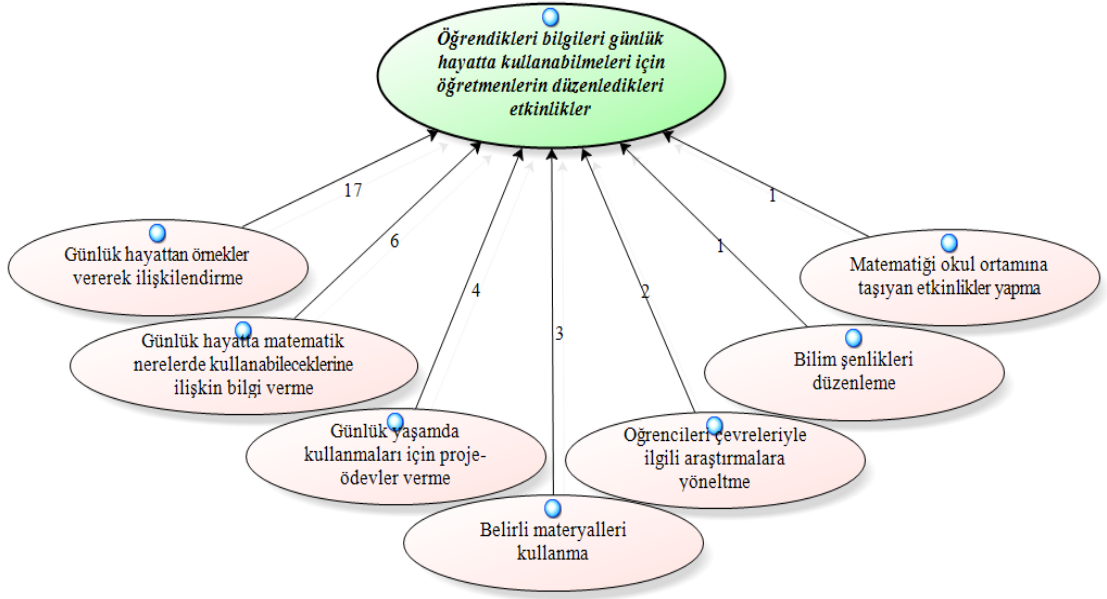 Öğrendikleri bilgileri günlük
hayatta kullanabilmeleri için
öğretmenlerin düzenledikleri
etkinlikler
17
6
4
3
2
1
1
Günlük hayattan örnekler
vererek ilişkilendirme
Günlük hayatta matematik
nerelerde kullanabileceklerine
ilişkin bilgi verme
Günlük yaşamda
kullanmaları için proje-
ödevler verme
Belirli materyalleri
kullanma
Öğrencileri çevreleriyle
ilgili araştırmalara
yöneltme
Bilim şenlikleri
düzenleme
Matematiği okul ortamına
taşıyan etkinlikler yapma